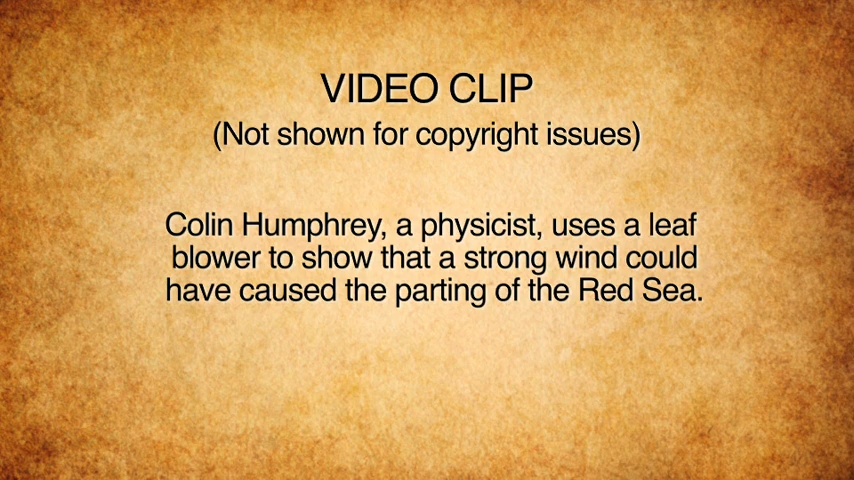 VIDEO CLIP
(Not shown for copyright issues)
Colin Humphrey, a physicist, uses a leaf
blower to show that a strong wind could
have caused the parting of the Red Sea.